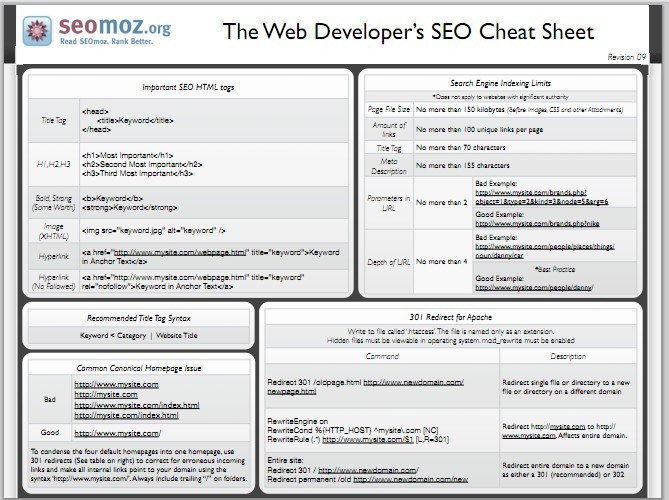 seomoz.org
Read SEOmoz. Rank Better.
The Web Developer's SEO Cheat Sheet
Revision 09
Important SEO HTML tags
Title Tag
<head>
<title>Keyword</title>
</head>
H1,H2,H3
<h1>Most Important</h1>
<h2>Second Most Important</h2>
<h3>Third Most Important</h3>
Bold, Strong
(Same Worth)
<b>Keyword</b>
<strong>Keyword</strong>
Image
(XHTML)
<img src="keyword.jpg" alt="keyword" />
Hyperlink
<a href="http://www.mysite.com/webpage.html" title="keyword">Keyword
in Anchor Text</a>
Hyperlink
(No Followed)
<a href="http://www.mysite.com/webpage.html" title="keyword"
rel="nofollow">Keyword in Anchor Text</a>
Search Engine Indexing Limits
*Does not apply to websites with significant authority
Page File Size
No more than 150 kilobytes (Before Images, CSS and other Attachments)
Amount of
links
No more than 100 unique links per page
Title Tag
No more than 70 characters
Meta
Description
No more than 155 characters
Parameters in
URL
No more than 2
Bad Example:
http://www.mysite.com/brands.php?
object=1&type=2&kind=3&node=5&arg=6
Good Example:
http://www.mysite.com/brands.php?nike
Depth of URL
No more than 4
Bad Example:
http://www.mysite.com/people/places/things/
noun/danny/car
*Best Practice
Good Example:
http://www.mysite.com/people/danny/
Recommended Title Tag Syntax
Keyword < Category | Website Title
Common Canonical Homepage Issue
Bad
http://www.mysite.com
http://mysite.com
http://www.mysite.com/index.html
http://mysite.com/index.html
Good
http://www.mysite.com/
To condense the four default homepages into one homepage, use
301 redirects (See table on right) to correct for erroneous incoming
links and make all internal links point to your domain using the
syntax 'http://www.mysite.com/'. Always include trailing "/" on folders.
301 Redirect for Apache
Write to file called '.htaccess'. The file is named only as an extension.
Hidden files must be viewable in operating system. mod_rewrite must be enabled
Command
Description
Redirect 301 /oldpage.html http://www.newdomain.com/
newpage.html
Redirect single file or directory to a new
file or directory on a different domain
RewriteEngine on
RewriteCond %{HTTP_HOST} ^mysite\.com [NC]
RewriteRule (.*) http://www.mysite.com/$1 [L,R=301]
Redirect http://mysite.com to http://
www.mysite.com. Affects entire domain.
Entire site:
Redirect 301 / http://www.newdomain.com/
Redirect permanent /old http://www.newdomain.com/new
Redirect entire domain to a new domain
as either a 301 (recommended) or 302